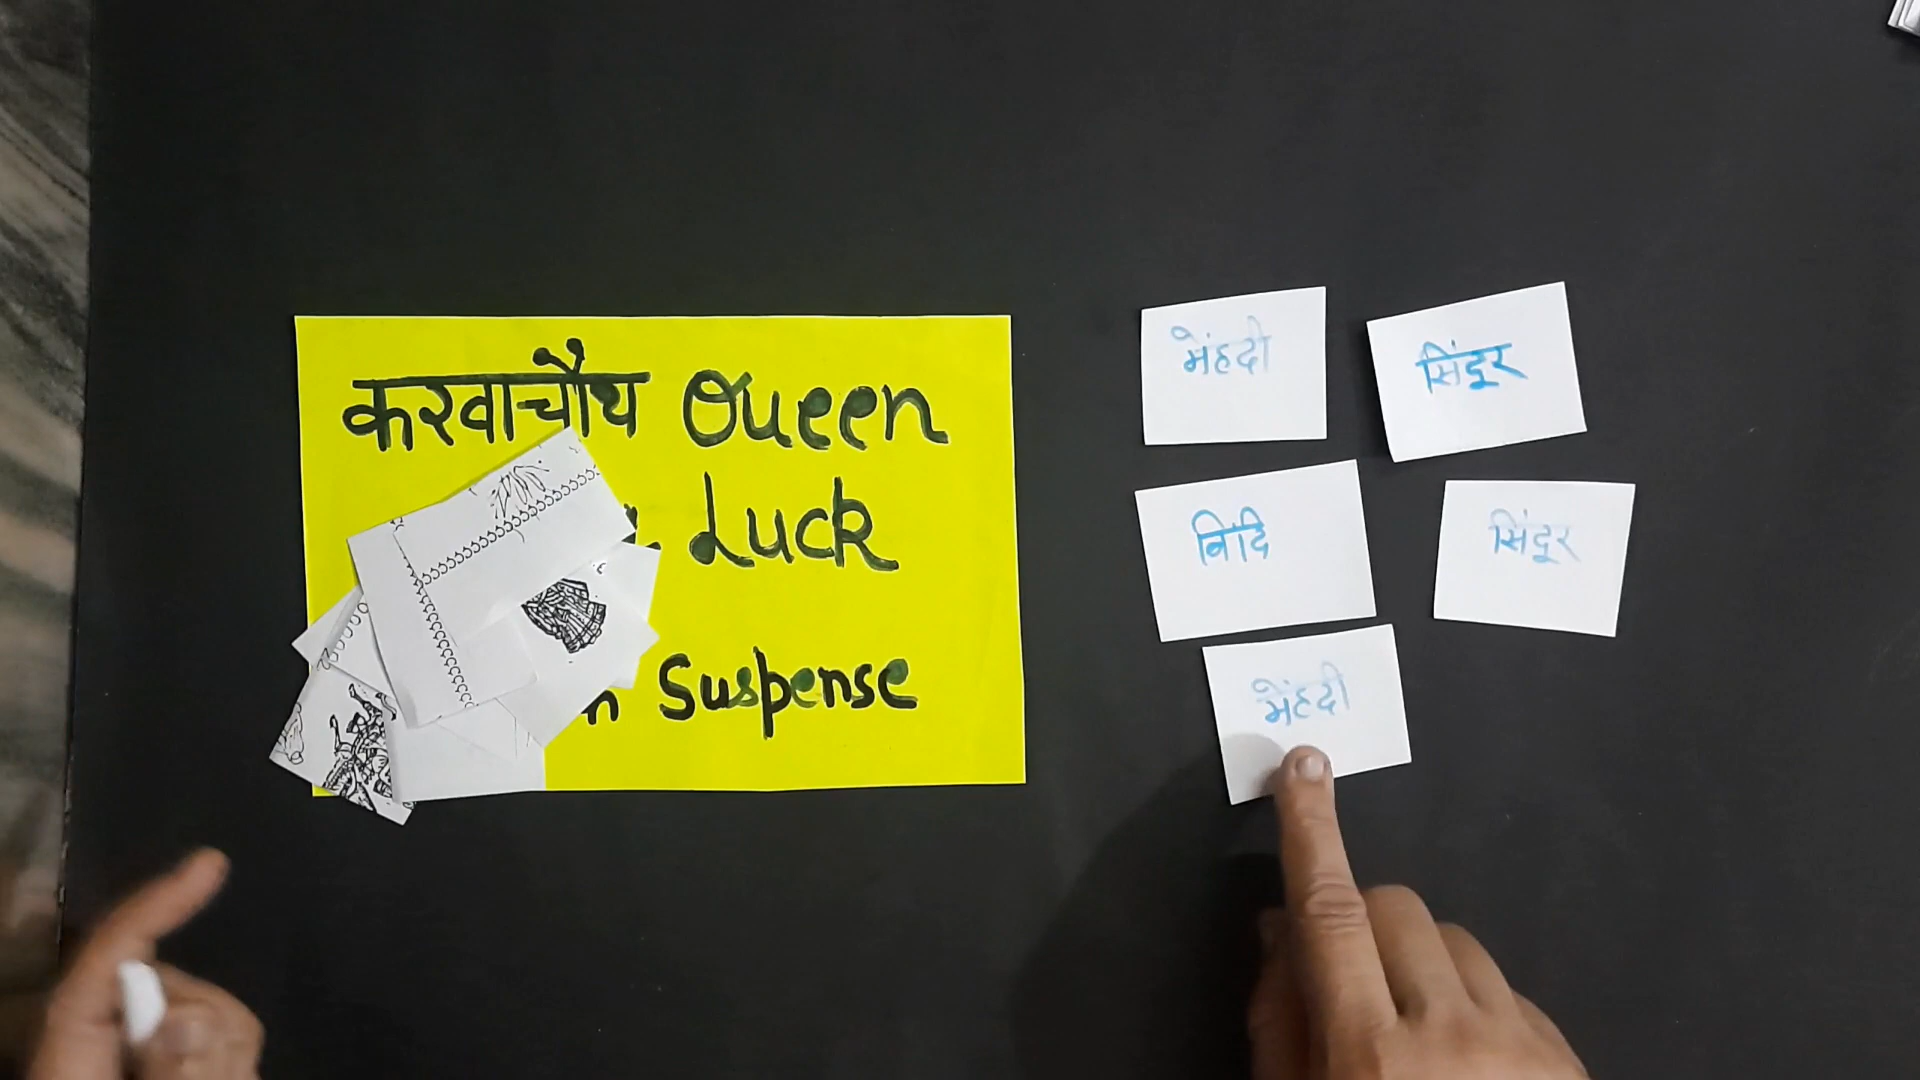 करवाचौथ Queen
Luck
Suspense
मेंहदी
सिंदूर
बिंदि
सिंदूर
मेंहदी